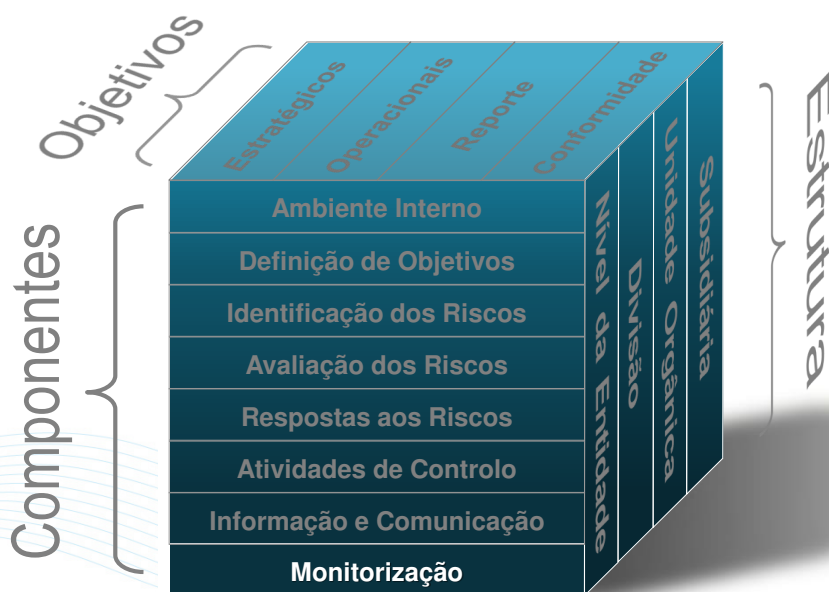 Objetivos
Estratégicos
Operacionais
Reporte
Conformidade
Componentes
Ambiente Interno
Definição de Objetivos
Identificação dos Riscos
Avaliação dos Riscos
Respostas aos Riscos
Atividades de Controlo
Informação e Comunicação
Monitorização
Nível da Entidade
Divisão
Unidade Orgânica
Subsidiária
Estrutura